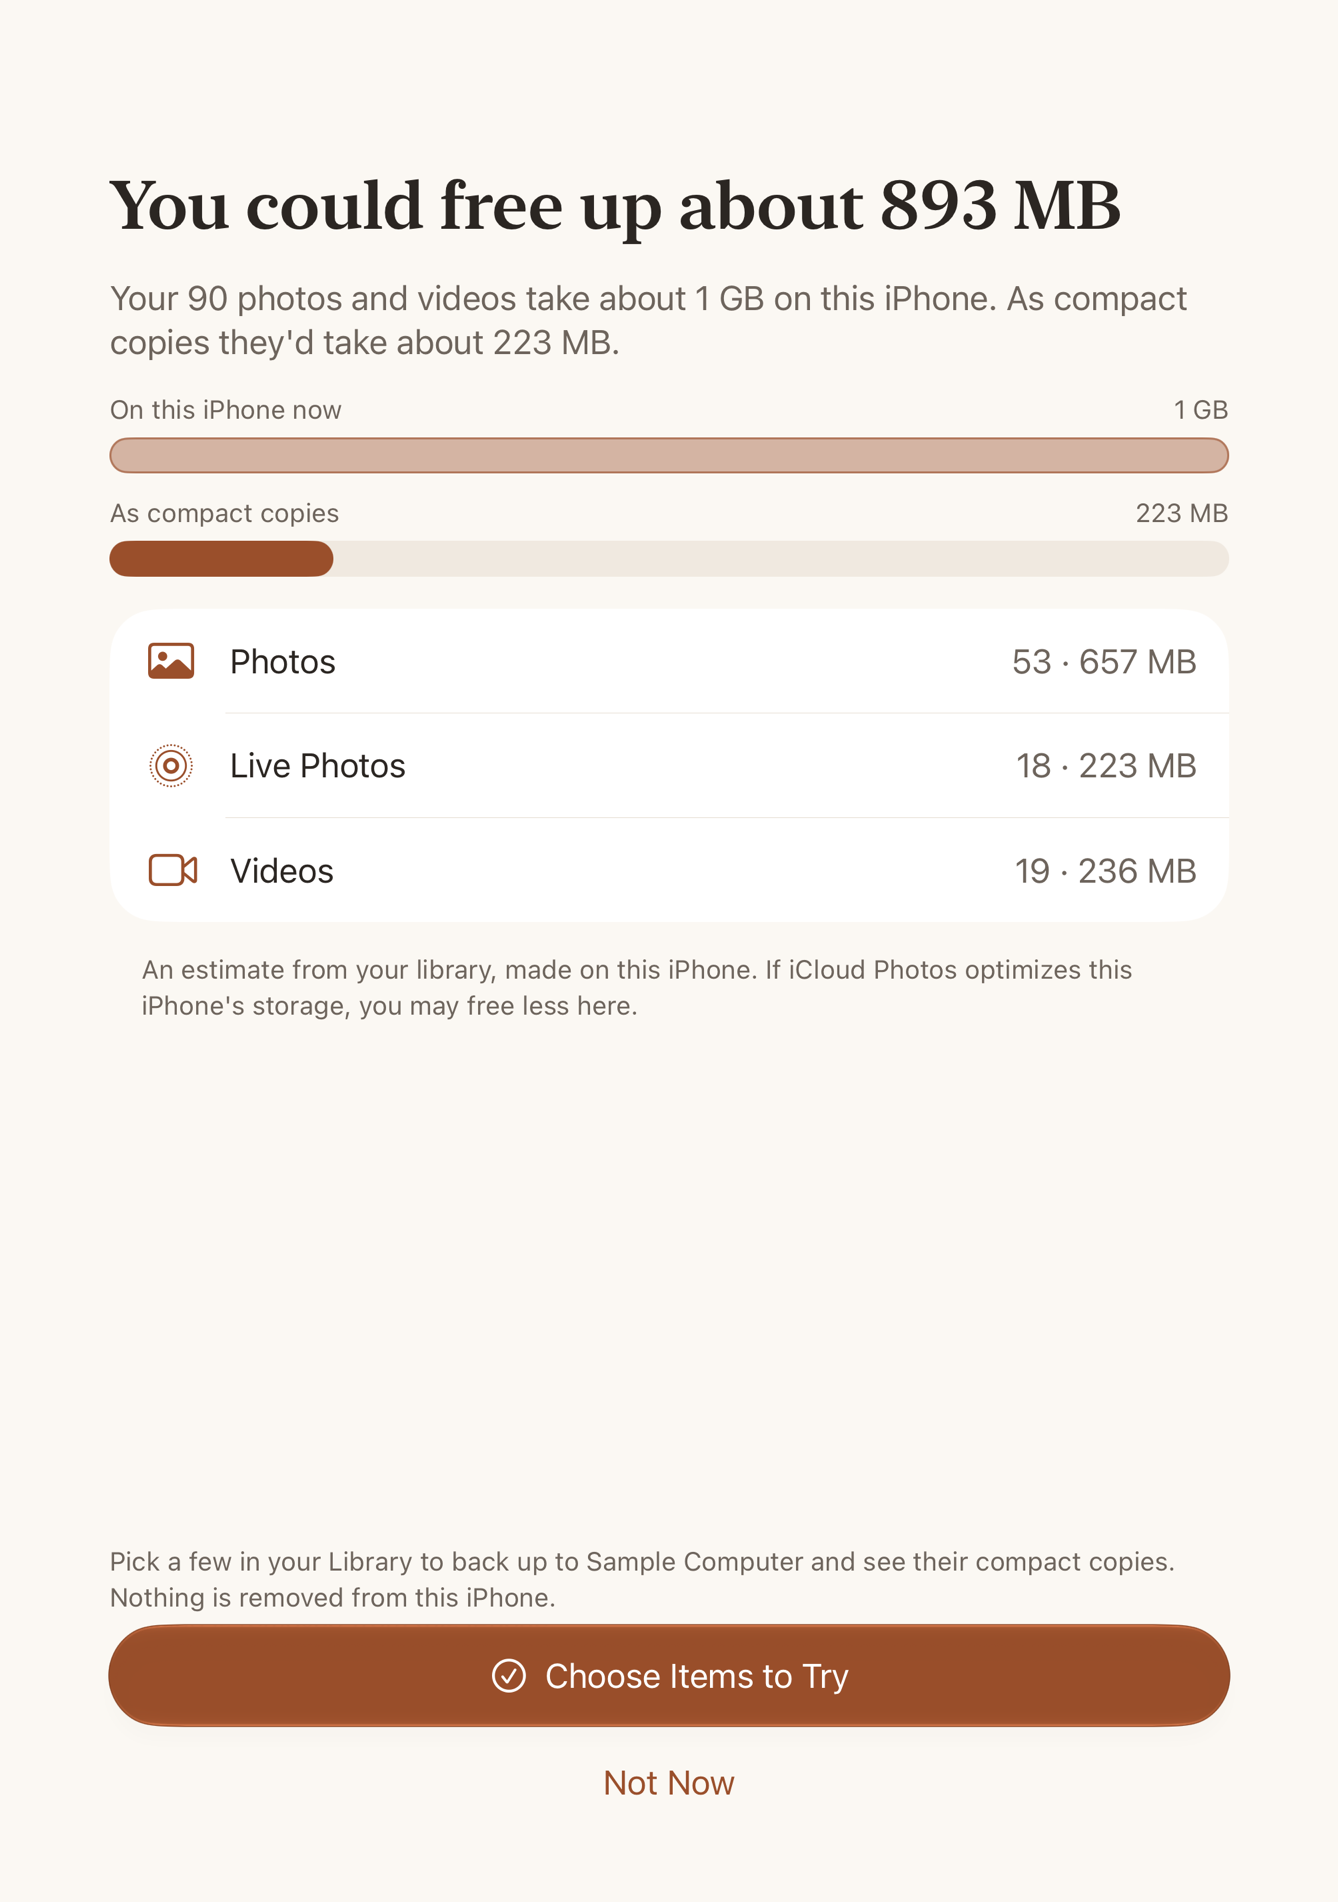 You could free up about 893 MB
Your 90 photos and videos take about 1 GB on this iPhone. As compact
copies they'd take about 223 MB.
On this iPhone now 1 GB
As compact copies 223 MB
Photos 53 · 657 MB
Live Photos 18 · 223 MB
Videos 19 · 236 MB
An estimate from your library, made on this iPhone. If iCloud Photos optimizes this
iPhone's storage, you may free less here.
Pick a few in your Library to back up to Sample Computer and see their compact copies.
Nothing is removed from this iPhone.
Choose Items to Try
Not Now